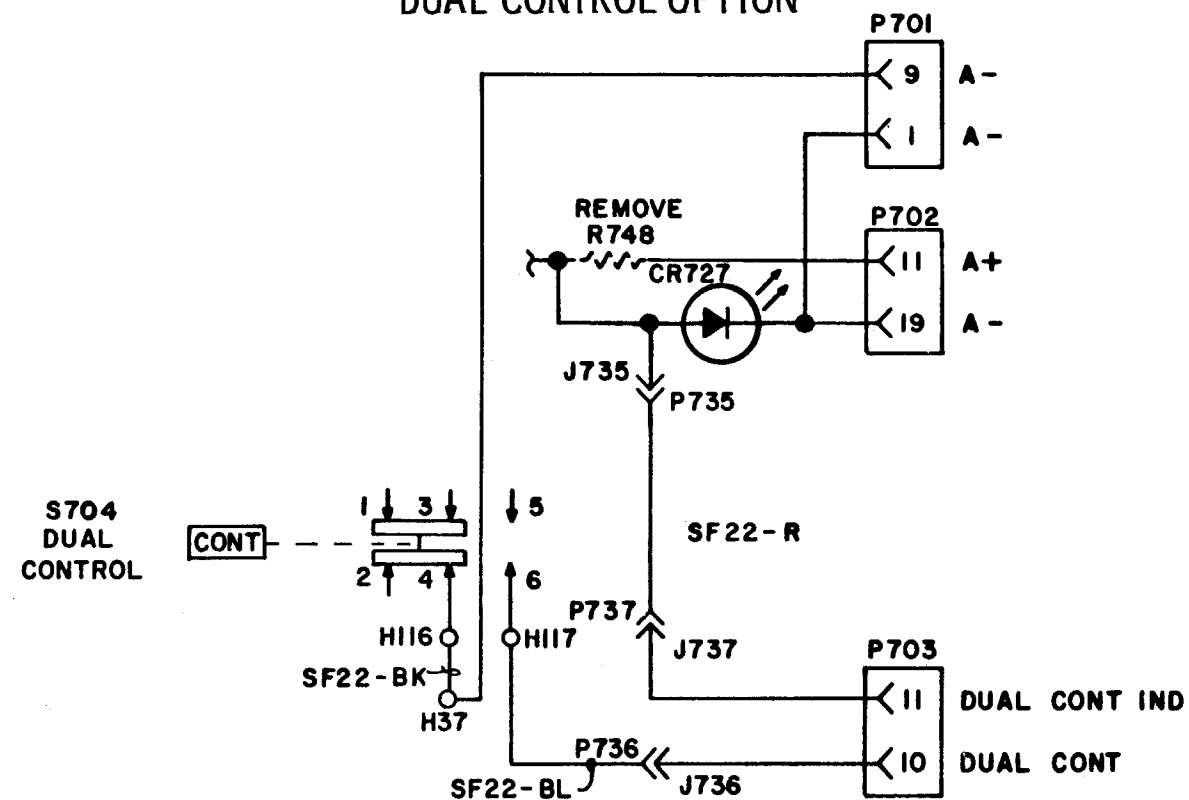 DUAL CONTROL OPTION
P701
9 A-
1 A-
REMOVE
R748
P702
11 A+
CR727
19 A-
J735
P735
S704
DUAL
CONTROL
CONT
1 3 5
2 4 6
SF22-R
P737
J737
H116
H117
SF22-BK
H37
P703
11 DUAL CONT IND
10 DUAL CONT
P736
J736
SF22-BL